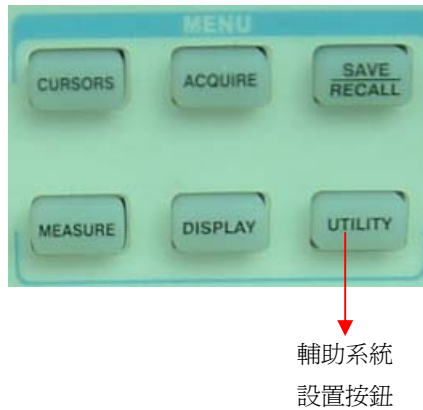 MENU
CURSORS
ACQUIRE
SAVE
RECALL
MEASURE
DISPLAY
UTILITY
輔助系統
設置按鈕